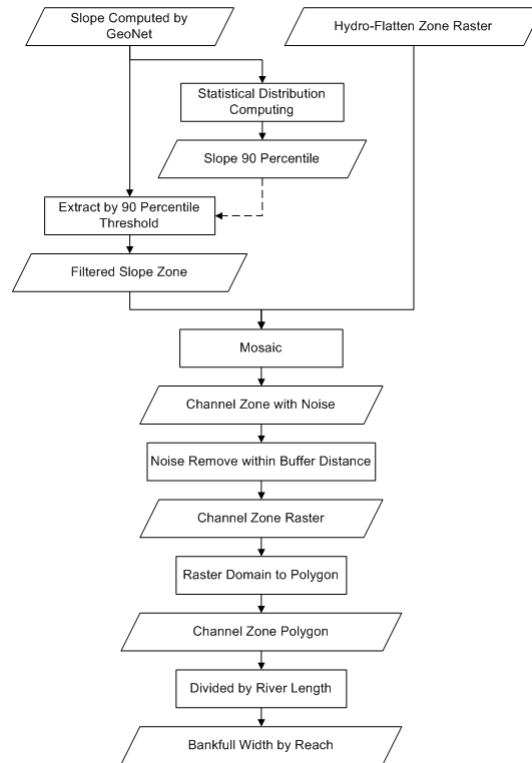 Slope Computed by
GeoNet
Hydro-Flatten Zone Raster
Statistical Distribution
Computing
Slope 90 Percentile
Extract by 90 Percentile
Threshold
Filtered Slope Zone
Mosaic
Channel Zone with Noise
Noise Remove within Buffer Distance
Channel Zone Raster
Raster Domain to Polygon
Channel Zone Polygon
Divided by River Length
Bankfull Width by Reach